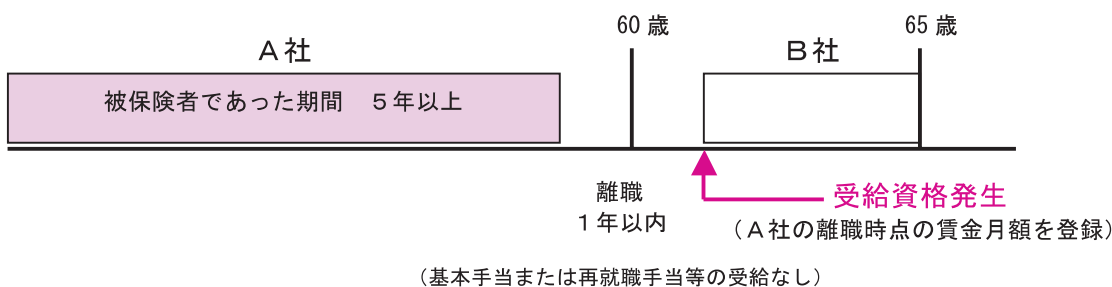 60歳
65歳
A社
B社
被保険者であった期間　５年以上
離職
１年以内
受給資格発生
（A社の離職時点の賃金月額を登録）
（基本手当または再就職手当等の受給なし）